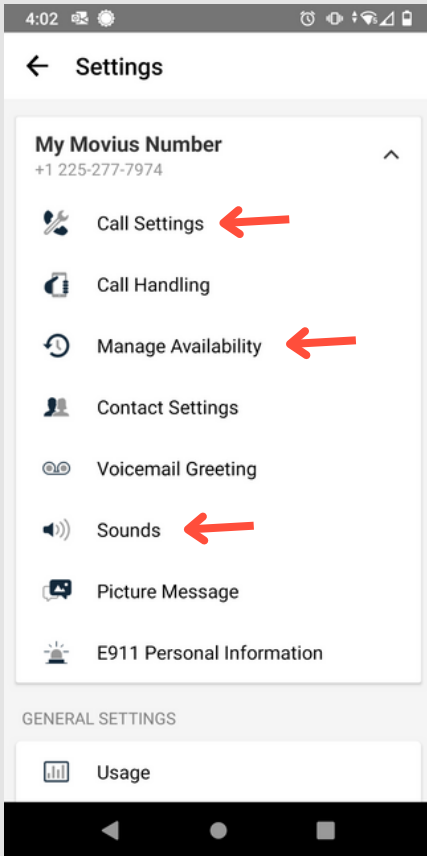 4:02
Settings
My Movius Number
+1 225-277-7974
Call Settings
Call Handling
Manage Availability
Contact Settings
Voicemail Greeting
Sounds
Picture Message
E911 Personal Information
GENERAL SETTINGS
Usage